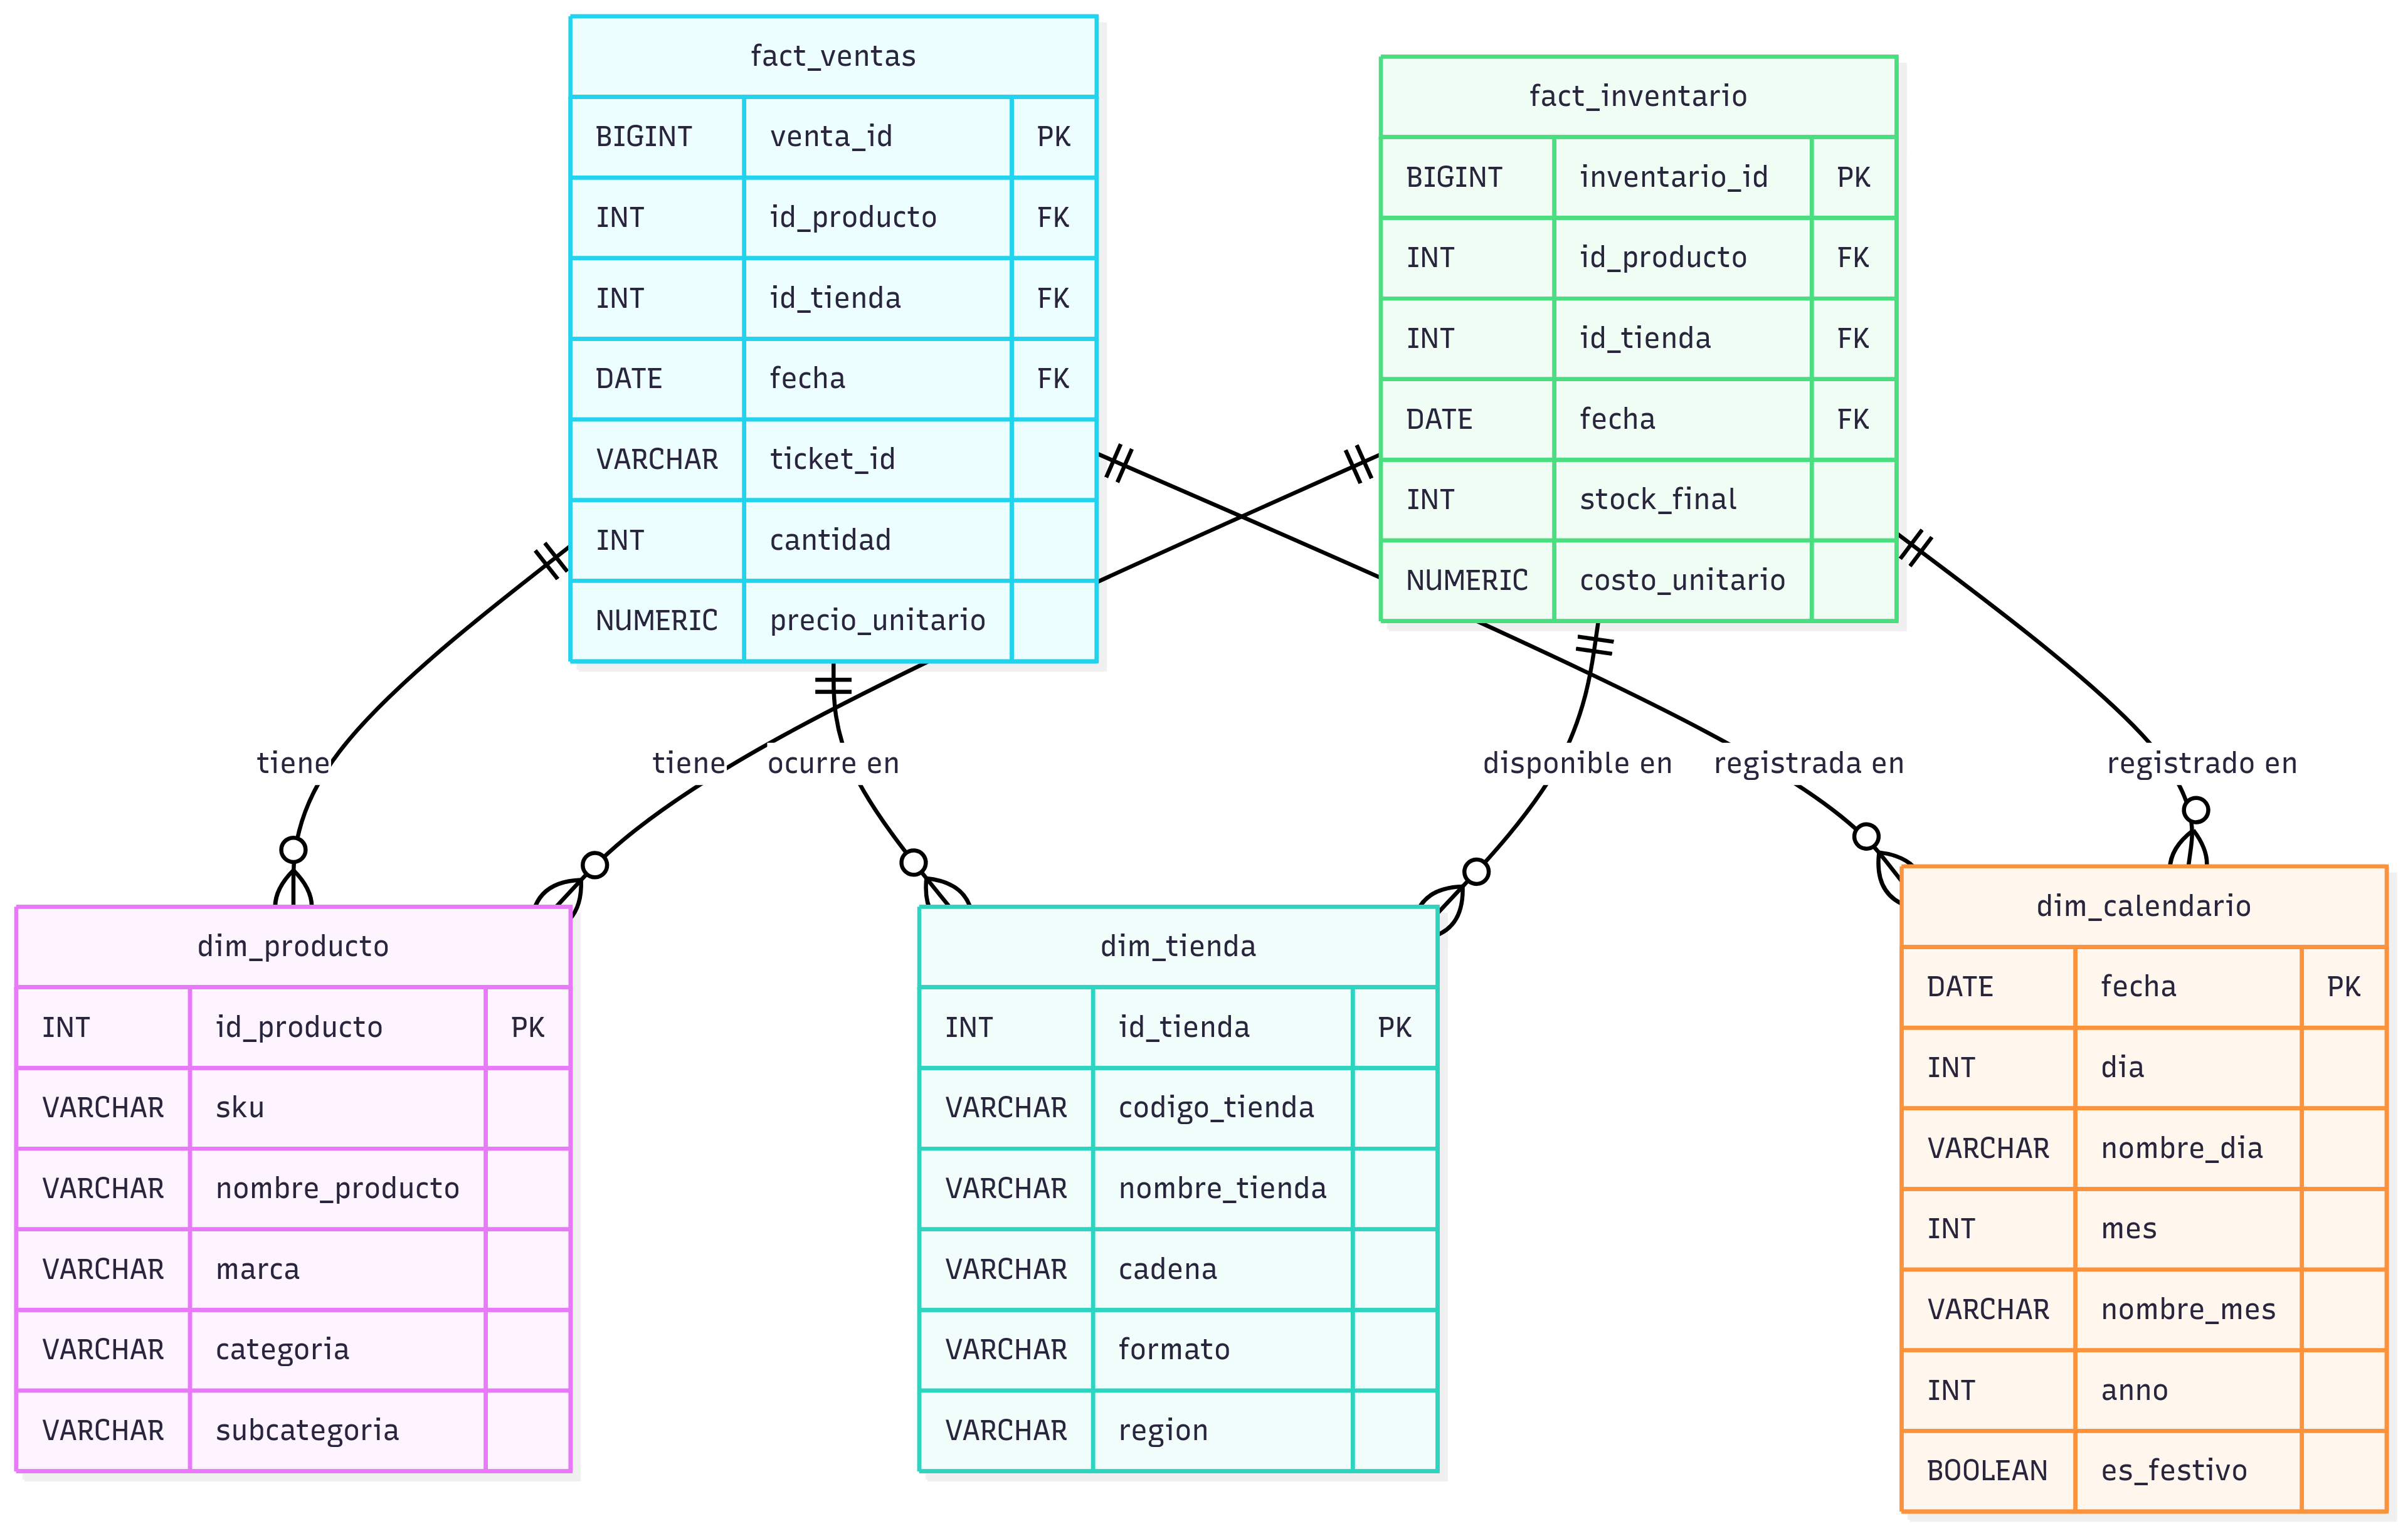 fact_ventas
BIGINT venta_id PK
INT id_producto FK
INT id_tienda FK
DATE fecha FK
VARCHAR ticket_id
INT cantidad
NUMERIC precio_unitario
fact_inventario
BIGINT inventario_id PK
INT id_producto FK
INT id_tienda FK
DATE fecha FK
INT stock_final
NUMERIC costo_unitario
tiene
tiene
ocurre en
disponible en
registrada en
registrado en
dim_producto
INT id_producto PK
VARCHAR sku
VARCHAR nombre_producto
VARCHAR marca
VARCHAR categoria
VARCHAR subcategoria
dim_tienda
INT id_tienda PK
VARCHAR codigo_tienda
VARCHAR nombre_tienda
VARCHAR cadena
VARCHAR formato
VARCHAR region
dim_calendario
DATE fecha PK
INT dia
VARCHAR nombre_dia
INT mes
VARCHAR nombre_mes
INT anno
BOOLEAN es_festivo